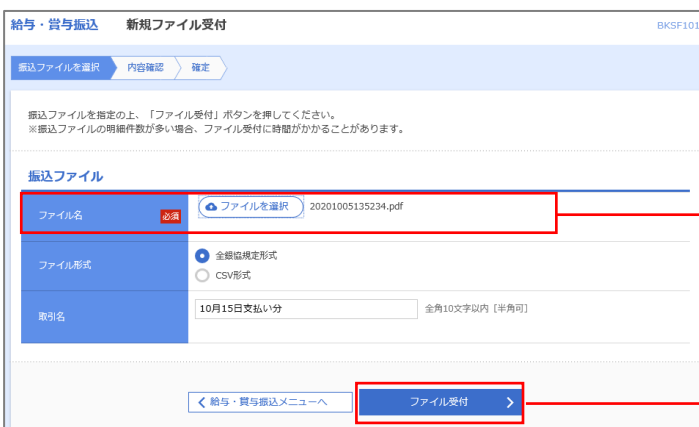 給与・賞与振込 新規ファイル受付 BKSF101
振込ファイルを選択 内容確認 確定
振込ファイルを指定の上、「ファイル受付」ボタンを押してください。
※振込ファイルの明細件数が多い場合、ファイル受付に時間がかかることがあります。
振込ファイル
ファイル名 必須 ファイルを選択 20201005135234.pdf
ファイル形式 全銀協規定形式
CSV形式
取引名 10月15日支払い分 全角10文字以内 [半角可]
給与・賞与振込メニューへ ファイル受付